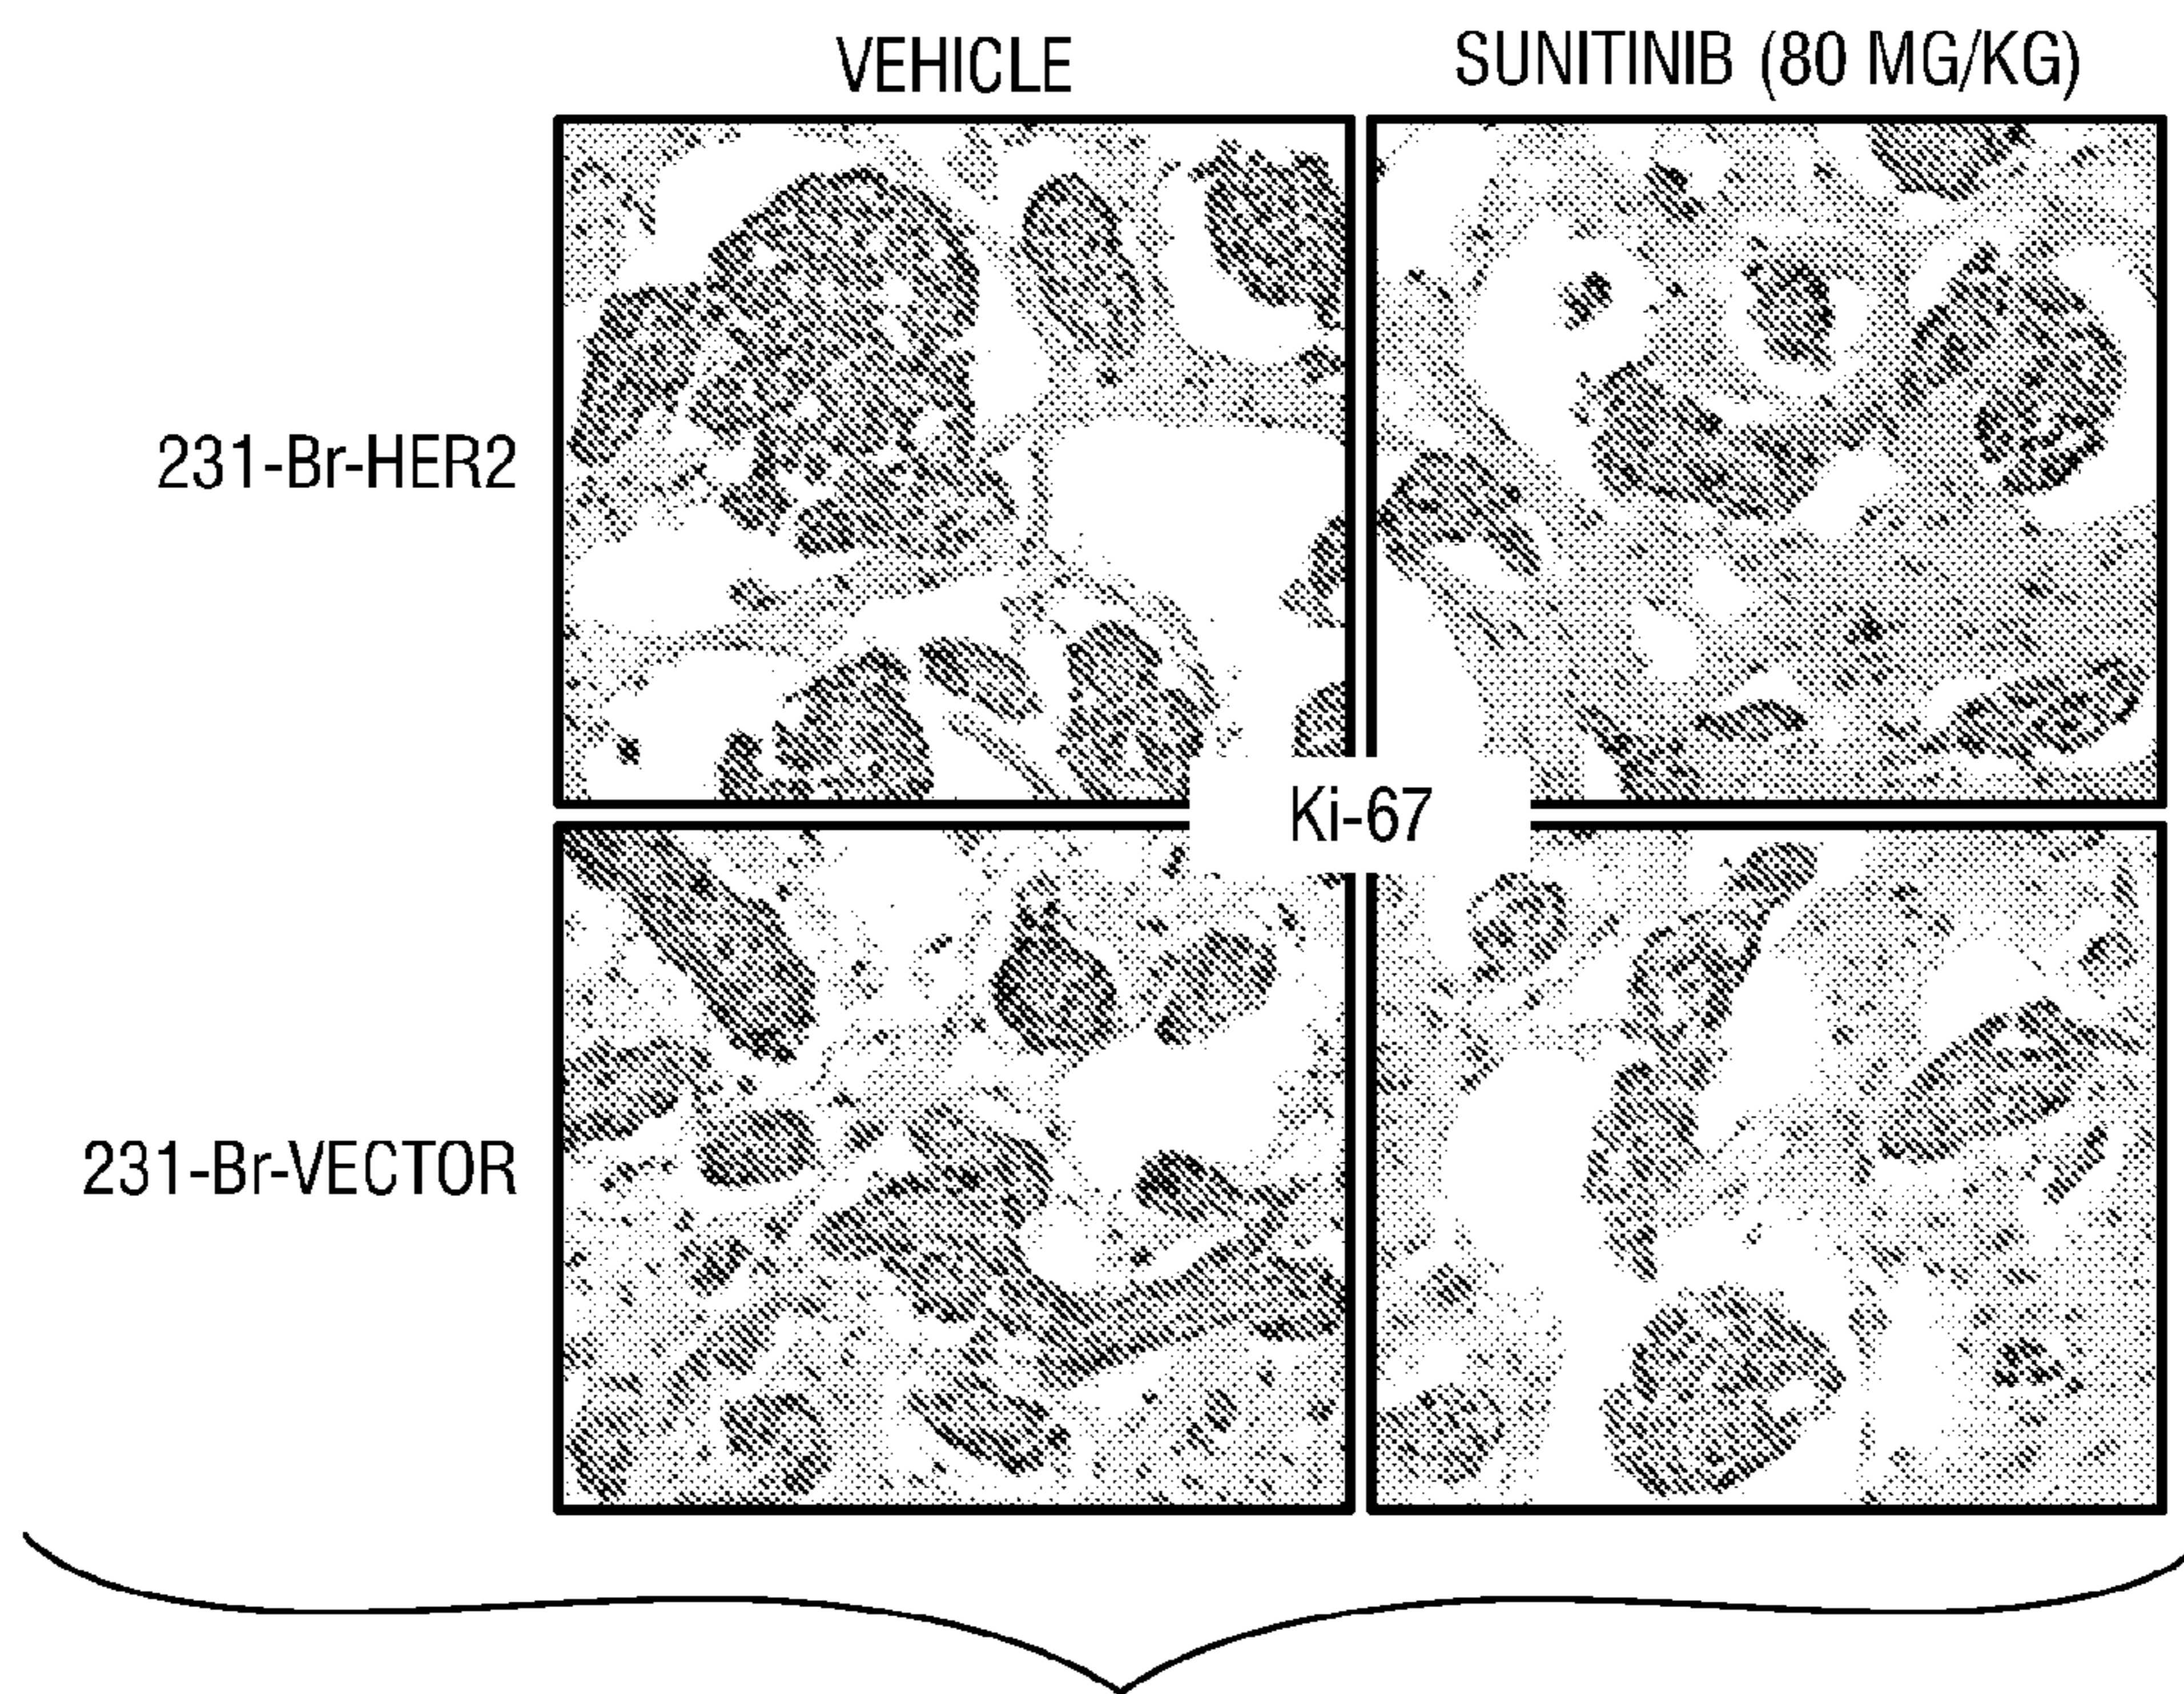 VEHICLE
SUNITINIB (80 MG/KG)
231-Br-HER2
Ki-67
231-Br-VECTOR